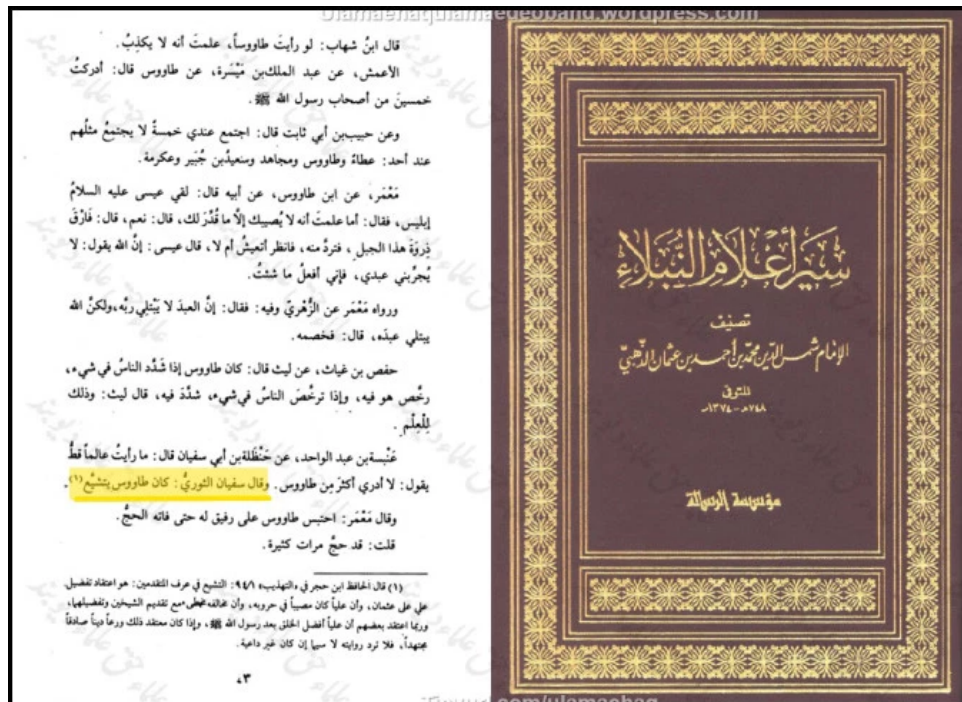 Ulamaehaqulamaedeoband.wordpress.com
قال ابنُ شهاب: لو رأيتَ طاووساً، علمتَ أنه لا يكذِبُ.
الأعمش، عن عبد الملك بن مَيْسَرة، عن طاووس قال: أدركتُ
خمسينَ من أصحاب رسول الله ﷺ.
وعن حبيب بن أبي ثابت قال: اجتمع عندي خمسةٌ لا يجتمعُ مثلُهم
عند أحد: عطاءٌ وطاووس ومجاهد وسعيدُ بن جُبَير وعكرمة.
مَعْمَر، عن ابن طاووس، عن أبيه قال: لقي عيسى عليه السلامُ
إبليس، فقال: أما علمتَ أنه لا يُصيبك إلَّا ما قُدِّرَ لك، قال: نعم، قال: فَارْقَ
ذِروَةَ هذا الجبل، فتردَّ منه، فانظر أتعيشُ أم لا، قال عيسى: إنَّ الله يقول: لا
يُجرِّبني عبدي، فإني أفعلُ ما شئتُ.
ورواه مَعْمَر عن الزُّهْريّ وفيه: فقال: إنَّ العبدَ لا يَبْتَلي ربَّه، ولكنَّ الله
يبتلي عبدَه، قال: فخصمه.
حفص بن غياث، عن ليث قال: كان طاووس إذا شَدَّد الناسُ في شيء،
رخَّص هو فيه، وإذا ترخَّصَ الناسُ في شيء، شدَّدَ فيه، قال ليث: وذلك
لِلْعِلْمِ.
عَنْبسة بن عبد الواحد، عن حَنْظَلة بن أبي سفيان قال: ما رأيتُ عالماً قطُّ
يقول: لا أدري أكثرَ مِن طاووس. وقال سفيان الثوريُّ: كان طاووس يتشيَّع(١).
وقال مَعْمَر: احتبس طاووس على رفيق له حتى فاته الحجُّ.
قلت: قد حجَّ مرات كثيرة.
(١) قال الحافظ ابن حجر في «التهذيب» ٩٤/١: التشيع في عرف المتقدمين: هو اعتقاد تفضيل
علي على عثمان، وأن علياً كان مصيباً في حروبه، وأن مخالفه مخطىء مع تقديم الشيخين وتفضيلهما،
وربما اعتقد بعضهم أن علياً أفضل الخلق بعد رسول الله ﷺ، وإذا كان معتقد ذلك ورعاً ديناً صادقاً
مجتهداً، فلا ترد روايته لا سيما إن كان غير داعية.
سِيَرُ أَعْلَامِ النُّبَلَاءِ
تصنيف
الإمام شمس الدين محمد بن أحمد بن عثمان الذهبيّ
المتوفى
٧٤٨هـ - ١٣٧٤م
مؤسسة الرسالة